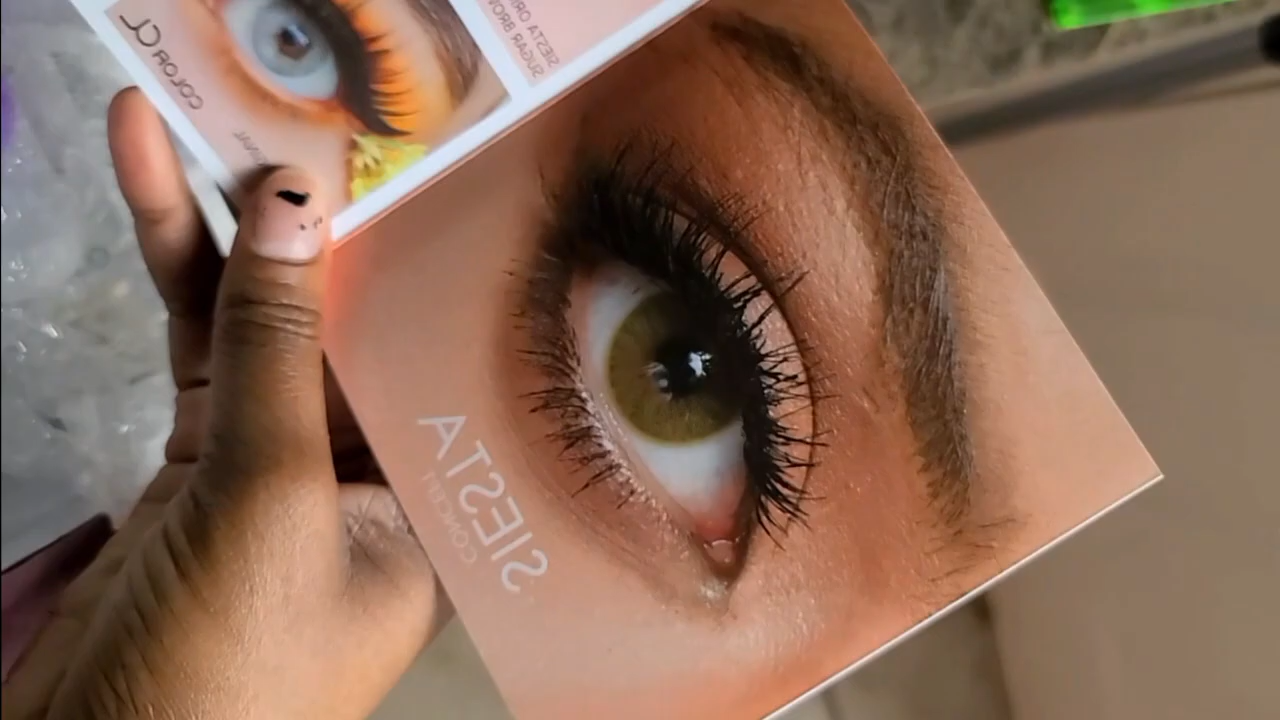 SIESTA
CONCEPT
COLOR CL
SIESTA ORI
SUGAR BROW